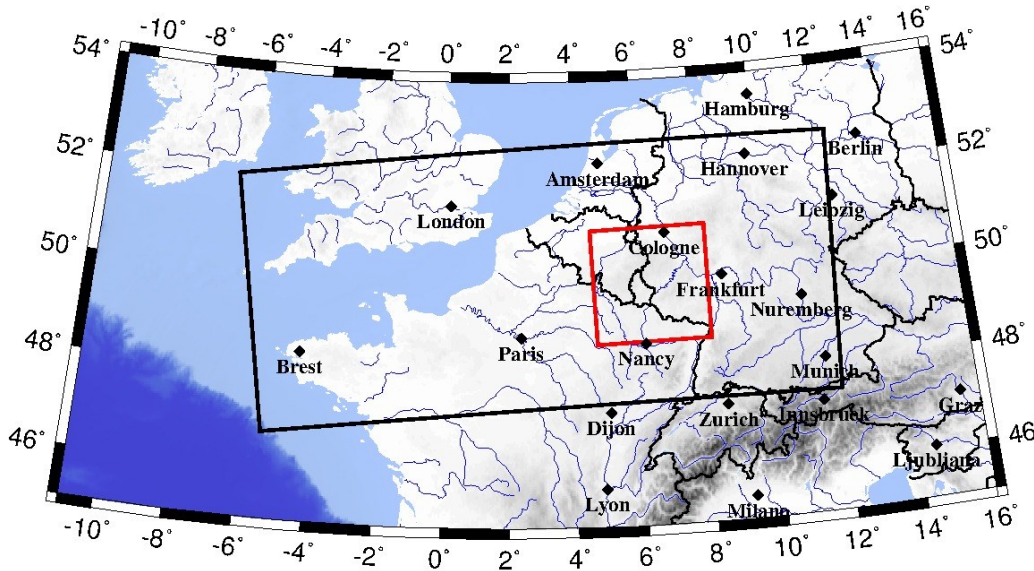 -10° -8° -6° -4° -2° 0° 2° 4° 6° 8° 10° 12° 14° 16°
54° 54°
Hamburg
52° 52°
Berlin
Hannover
Amsterdam
Leipzig
London
50° 50°
Cologne
Frankfurt
Nuremberg
48° 48°
Paris
Nancy
Brest
Munich
Graz
Zurich
Innsbruck
Dijon
46° 46°
Ljubljana
Lyon
Milano
-10° -8° -6° -4° -2° 0° 2° 4° 6° 8° 10° 12° 14° 16°